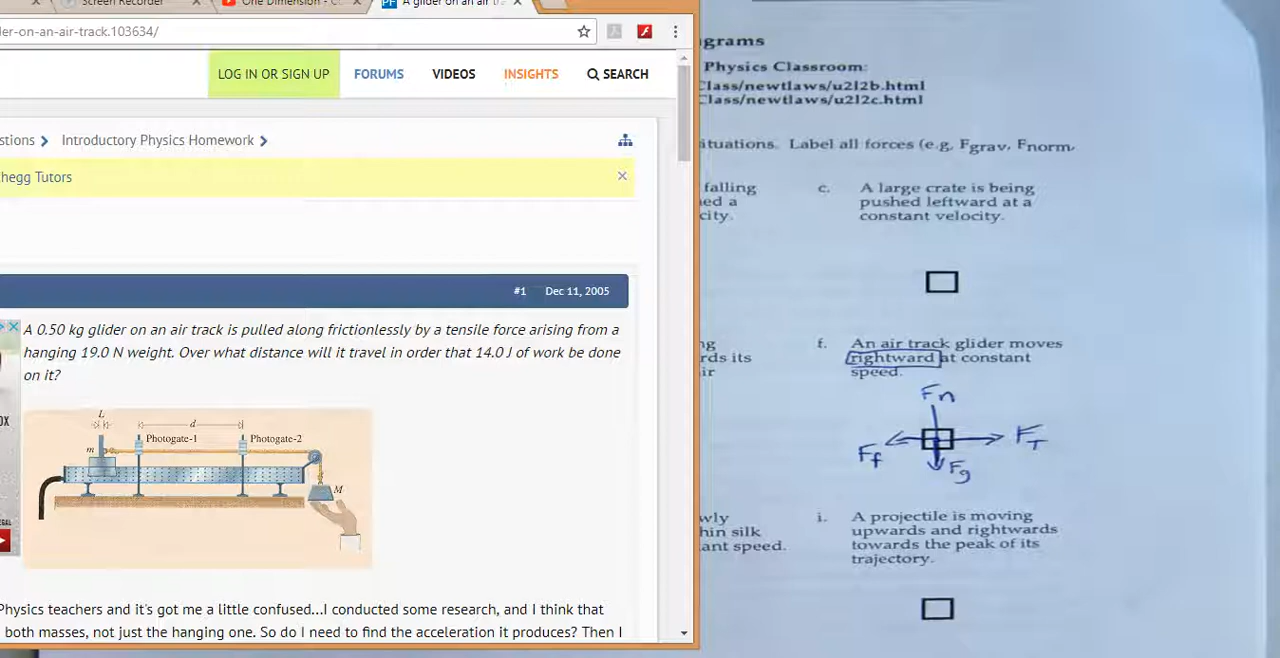 Screen Recorder
One Dimension - C
A glider on an air tra
der-on-an-air-track.103634/
LOG IN OR SIGN UP
FORUMS
VIDEOS
INSIGHTS
SEARCH
stions
Introductory Physics Homework
hegg Tutors
#1 Dec 11, 2005
A 0.50 kg glider on an air track is pulled along frictionlessly by a tensile force arising from a
hanging 19.0 N weight. Over what distance will it travel in order that 14.0 J of work be done
on it?
L
d
Photogate-1
Photogate-2
m
M
Physics teachers and it's got me a little confused...I conducted some research, and I think that
both masses, not just the hanging one. So do I need to find the acceleration it produces? Then I
grams
Physics Classroom:
Class/newtlaws/u2l2b.html
Class/newtlaws/u2l2c.html
ituations. Label all forces (e.g, Fgrav, Fnorm,
falling
ed a
city.
c. A large crate is being
pushed leftward at a
constant velocity.
ng
rds its
ir
f. An air track glider moves
rightward at constant
speed.
Fn
Ff
FT
Fg
wly
hin silk
ant speed.
i. A projectile is moving
upwards and rightwards
towards the peak of its
trajectory.